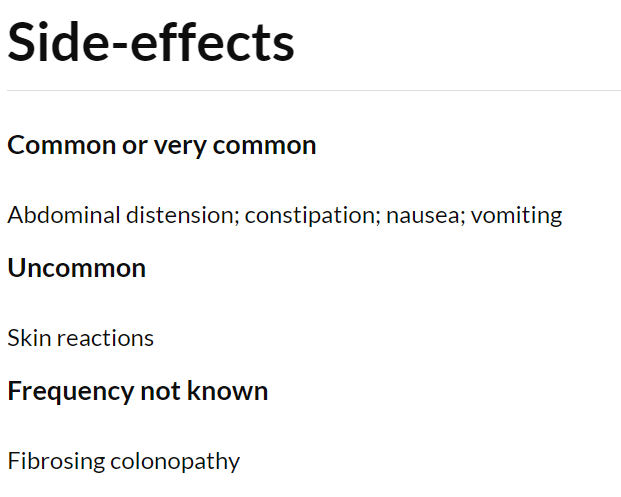 Side-effects
Common or very common
Abdominal distension; constipation; nausea; vomiting
Uncommon
Skin reactions
Frequency not known
Fibrosing colonopathy